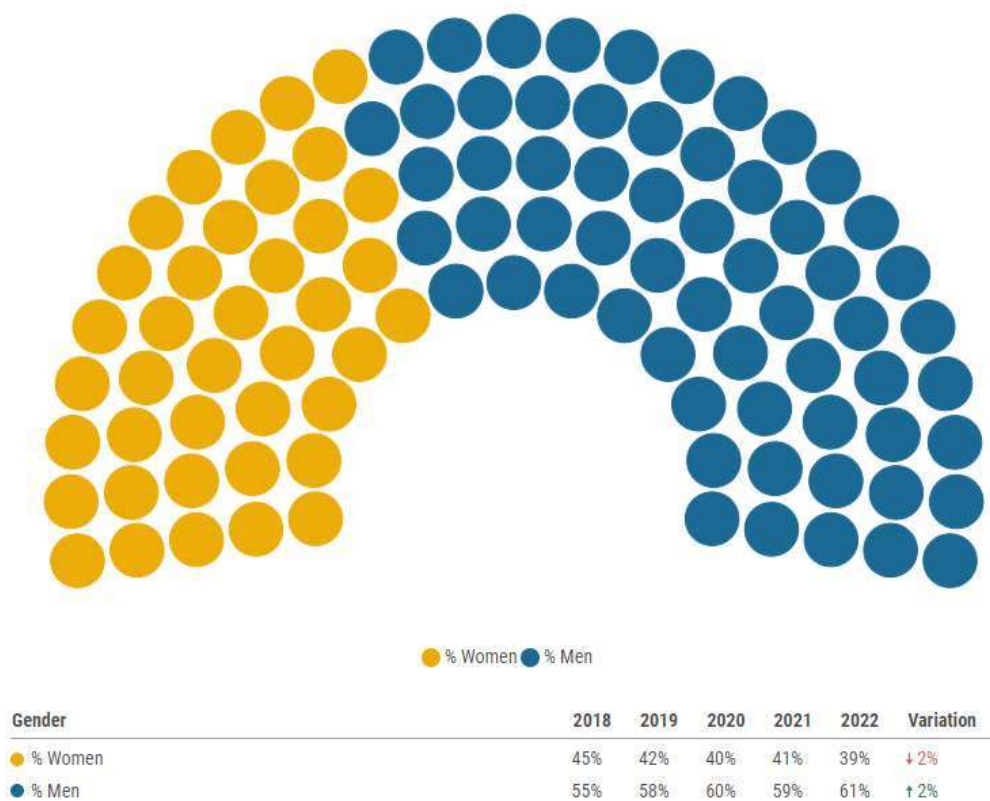 % Women % Men
Gender 2018 2019 2020 2021 2022 Variation
% Women 45% 42% 40% 41% 39% ↓ 2%
% Men 55% 58% 60% 59% 61% ↑ 2%